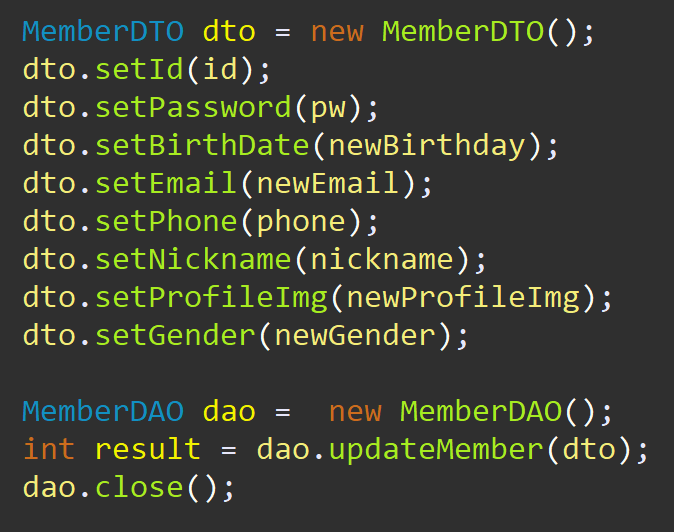 MemberDTO dto = new MemberDTO();
dto.setId(id);
dto.setPassword(pw);
dto.setBirthDate(newBirthday);
dto.setEmail(newEmail);
dto.setPhone(phone);
dto.setNickname(nickname);
dto.setProfileImg(newProfileImg);
dto.setGender(newGender);
MemberDAO dao =  new MemberDAO();
int result = dao.updateMember(dto);
dao.close();